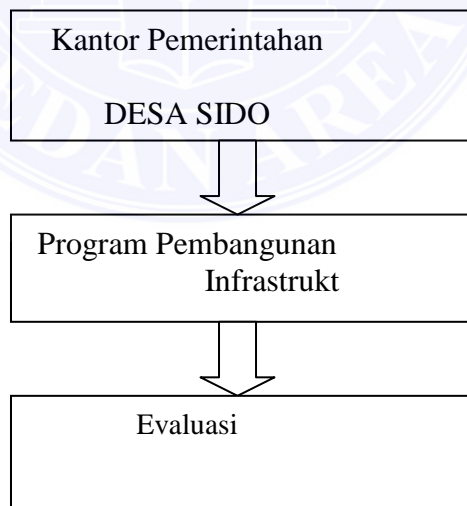 Kantor Pemerintahan
DESA SIDO
Program Pembangunan
Infrastrukt
Evaluasi